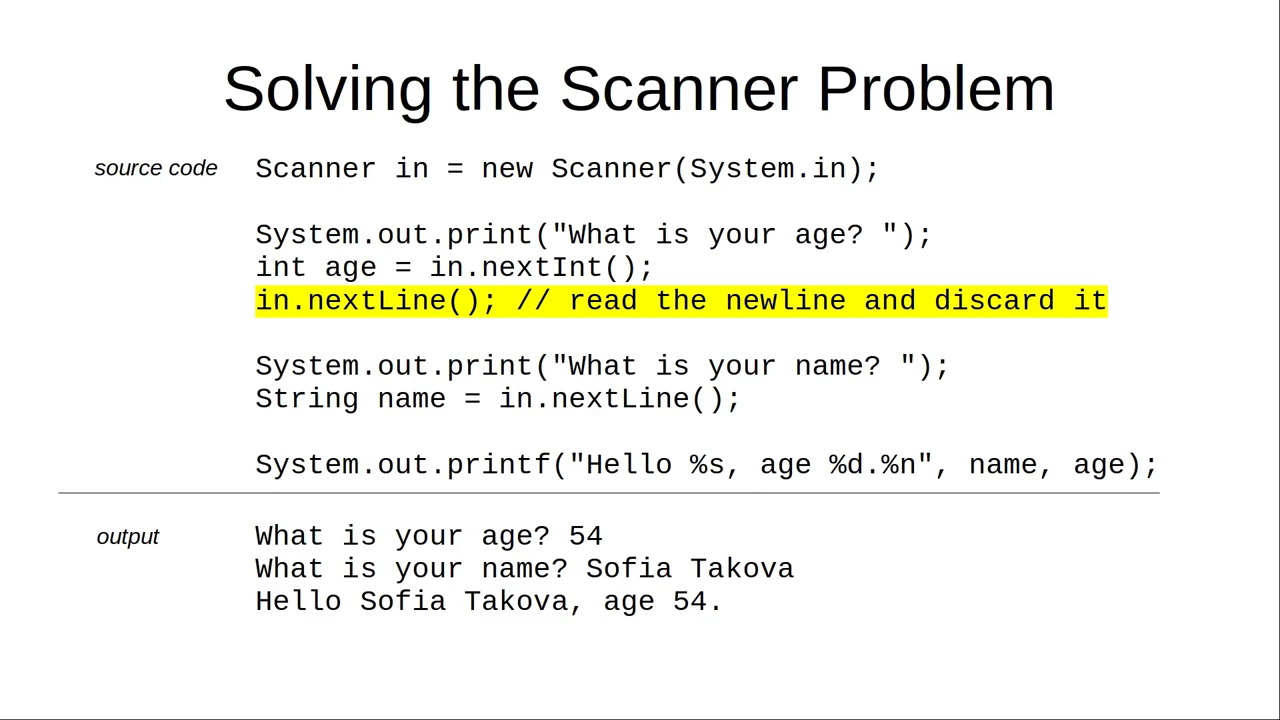 Solving the Scanner Problem
source code
Scanner in = new Scanner(System.in);
System.out.print("What is your age? ");
int age = in.nextInt();
in.nextLine(); // read the newline and discard it
System.out.print("What is your name? ");
String name = in.nextLine();
System.out.printf("Hello %s, age %d.%n", name, age);
output
What is your age? 54
What is your name? Sofia Takova
Hello Sofia Takova, age 54.